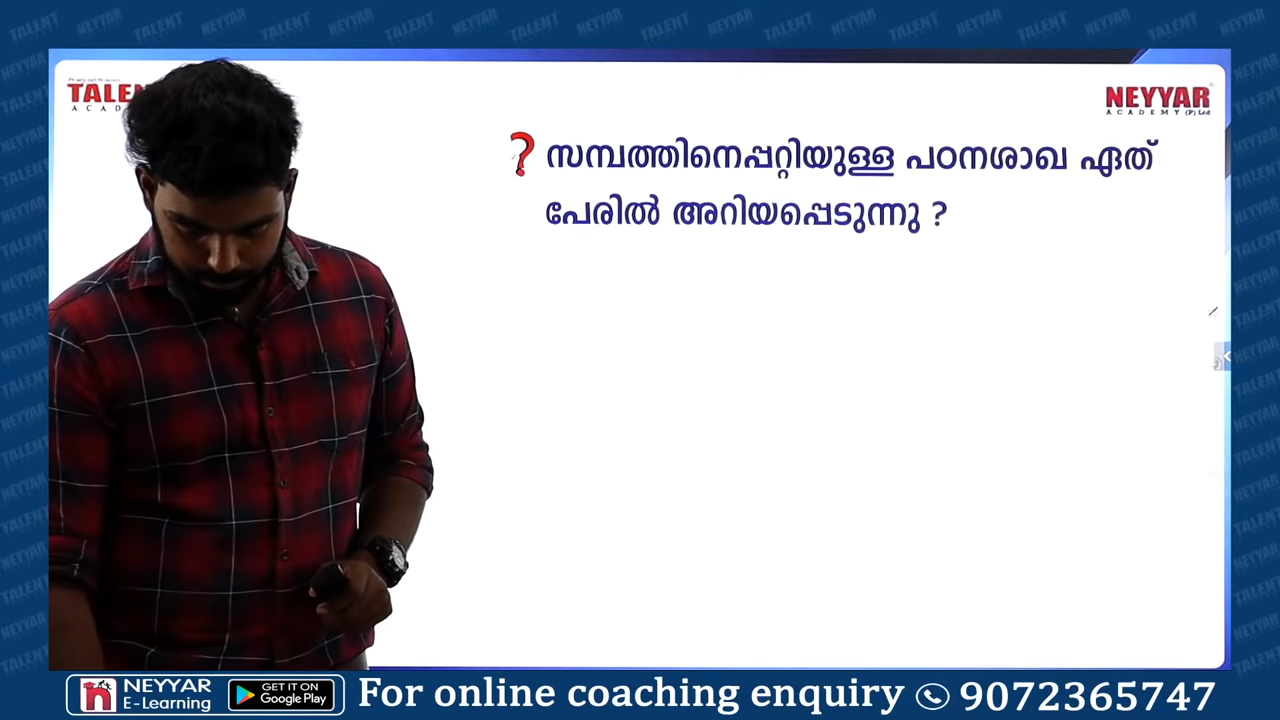 TALENT
NEYYAR
ACADEMY (P) Ltd
സമ്പത്തിനെപ്പറ്റിയുള്ള പഠനശാഖ ഏത്
പേരിൽ അറിയപ്പെടുന്നു ?
NEYYAR
E-Learning
GET IT ON
Google Play
For online coaching enquiry 9072365747